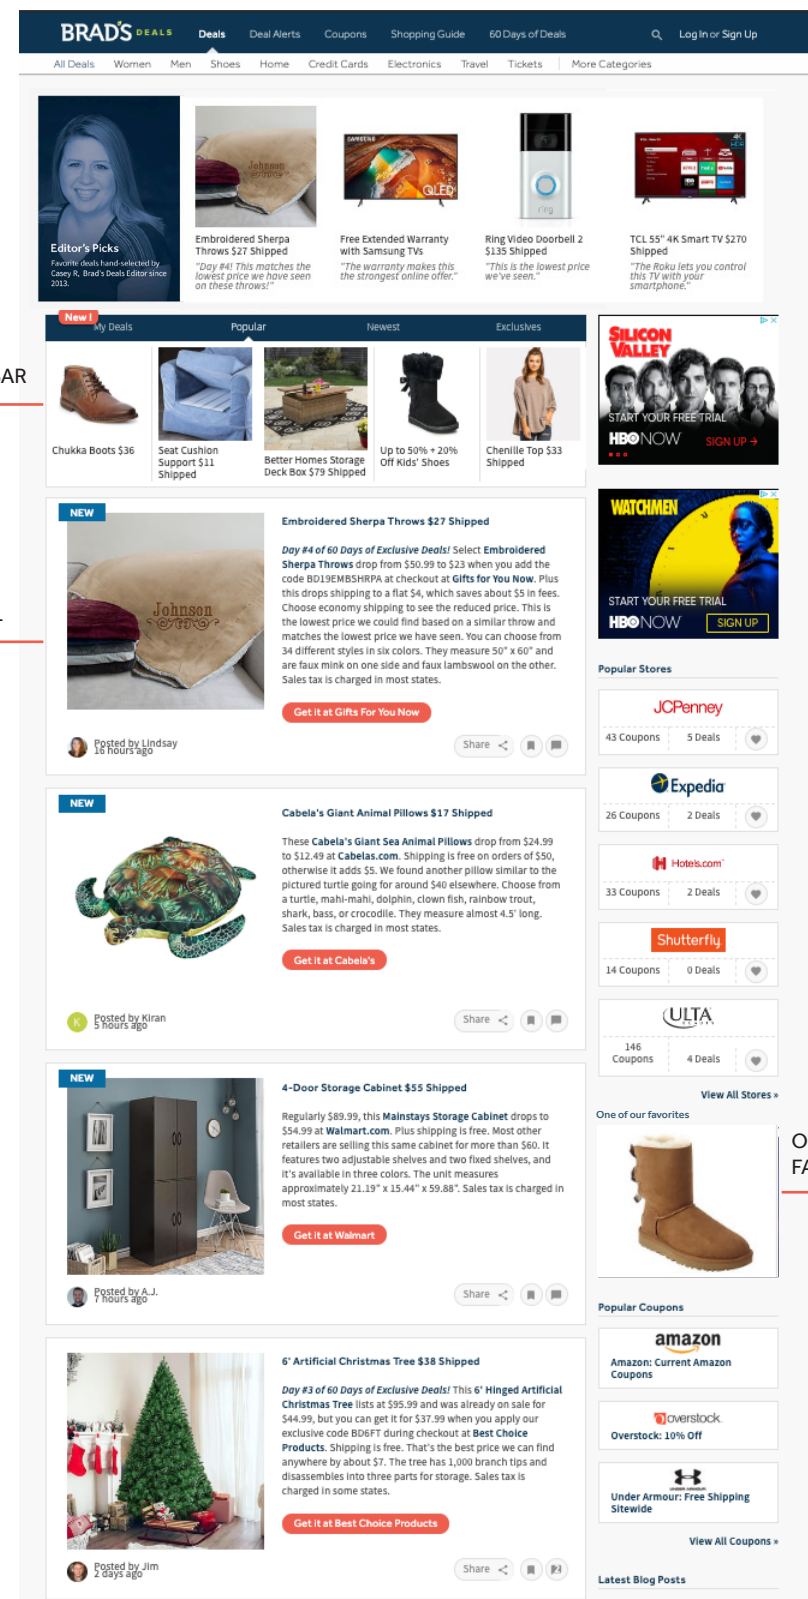 BRAD'S DEALS
Deals
Deal Alerts
Coupons
Shopping Guide
60 Days of Deals
Log In or Sign Up
All Deals
Women
Men
Shoes
Home
Credit Cards
Electronics
Travel
Tickets
More Categories
Editor's Picks
Favorite deals hand-selected by
Casey R, Brad's Deals Editor since
2013.
Johnson
Embroidered Sherpa
Throws $27 Shipped
"Day #4! This matches the
lowest price we have seen
on these throws!"
SAMSUNG
QLED
Free Extended Warranty
with Samsung TVs
"The warranty makes this
the strongest online offer."
ring
Ring Video Doorbell 2
$135 Shipped
"This is the lowest price
we've seen."
4K
HDR
TCL 55" 4K Smart TV $270
Shipped
"The Roku lets you control
this TV with your
smartphone."
New !
My Deals
Popular
Newest
Exclusives
AR
Chukka Boots $36
Seat Cushion
Support $11
Shipped
Better Homes Storage
Deck Box $79 Shipped
Up to 50% + 20%
Off Kids' Shoes
Chenille Top $33
Shipped
SILICON
VALLEY
START YOUR FREE TRIAL
HBO NOW
SIGN UP
WATCHMEN
START YOUR FREE TRIAL
HBO NOW
SIGN UP
NEW
Johnson
Embroidered Sherpa Throws $27 Shipped
Day #4 of 60 Days of Exclusive Deals! Select Embroidered
Sherpa Throws drop from $50.99 to $23 when you add the
code BD19EMBSHRPA at checkout at Gifts for You Now. Plus
this drops shipping to a flat $4, which saves about $5 in fees.
Choose economy shipping to see the reduced price. This is
the lowest price we could find based on a similar throw and
matches the lowest price we have seen. You can choose from
34 different styles in six colors. They measure 50" x 60" and
are faux mink on one side and faux lambswool on the other.
Sales tax is charged in most states.
Get it at Gifts For You Now
Posted by Lindsay
16 hours ago
Share
NEW
Cabela's Giant Animal Pillows $17 Shipped
These Cabela's Giant Sea Animal Pillows drop from $24.99
to $12.49 at Cabelas.com. Shipping is free on orders of $50,
otherwise it adds $5. We found another pillow similar to the
pictured turtle going for around $40 elsewhere. Choose from
a turtle, mahi-mahi, dolphin, clown fish, rainbow trout,
shark, bass, or crocodile. They measure almost 4.5' long.
Sales tax is charged in most states.
Get it at Cabela's
K
Posted by Kiran
5 hours ago
Share
NEW
4-Door Storage Cabinet $55 Shipped
Regularly $89.99, this Mainstays Storage Cabinet drops to
$54.99 at Walmart.com. Plus shipping is free. Most other
retailers are selling this same cabinet for more than $60. It
features two adjustable shelves and two fixed shelves, and
it's available in three colors. The unit measures
approximately 21.19" x 15.44" x 59.88". Sales tax is charged in
most states.
Get it at Walmart
Posted by A.J.
7 hours ago
Share
6' Artificial Christmas Tree $38 Shipped
Day #3 of 60 Days of Exclusive Deals! This 6' Hinged Artificial
Christmas Tree lists at $95.99 and was already on sale for
$44.99, but you can get it for $37.99 when you apply our
exclusive code BD6FT during checkout at Best Choice
Products. Shipping is free. That's the best price we can find
anywhere by about $7. The tree has 1,000 branch tips and
disassembles into three parts for storage. Sales tax is
charged in some states.
Get it at Best Choice Products
Posted by Jim
2 days ago
Share
2
Popular Stores
JCPenney
43 Coupons
5 Deals
Expedia
26 Coupons
2 Deals
Hotels.com
33 Coupons
2 Deals
Shutterfly
14 Coupons
0 Deals
ULTA
BEAUTY
146
Coupons
4 Deals
View All Stores »
One of our favorites
O
FA
Popular Coupons
amazon
Amazon: Current Amazon
Coupons
overstock.
Overstock: 10% Off
UNDER ARMOUR
Under Armour: Free Shipping
Sitewide
View All Coupons »
Latest Blog Posts